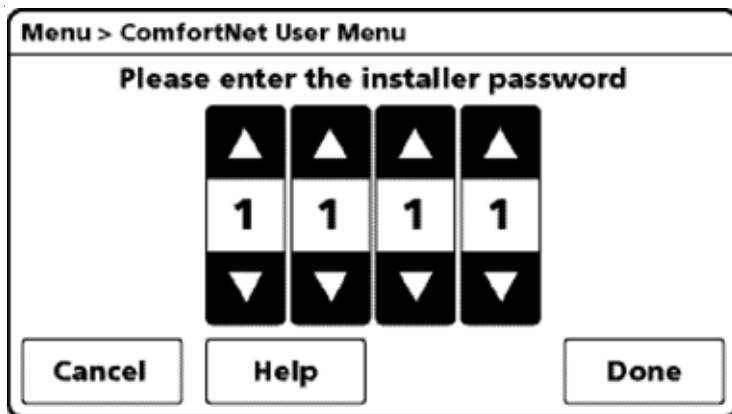 Menu > ComfortNet User Menu
Please enter the installer password
1 1 1 1
Cancel Help Done